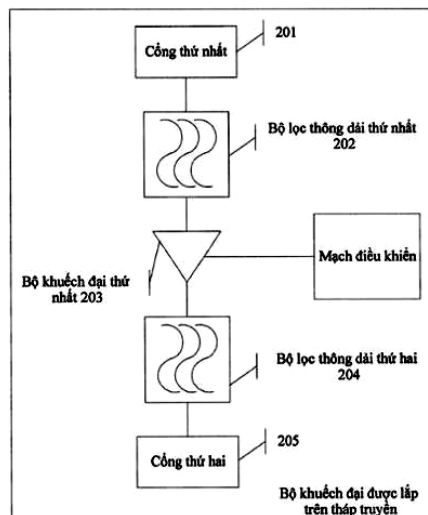 Cổng thứ nhất
201
Bộ lọc thông dải thứ nhất
202
Mạch điều khiển
Bộ khuếch đại thứ
nhất 203
Bộ lọc thông dải thứ hai
204
205
Cổng thứ hai
Bộ khuếch đại được lắp
trên tháp truyền